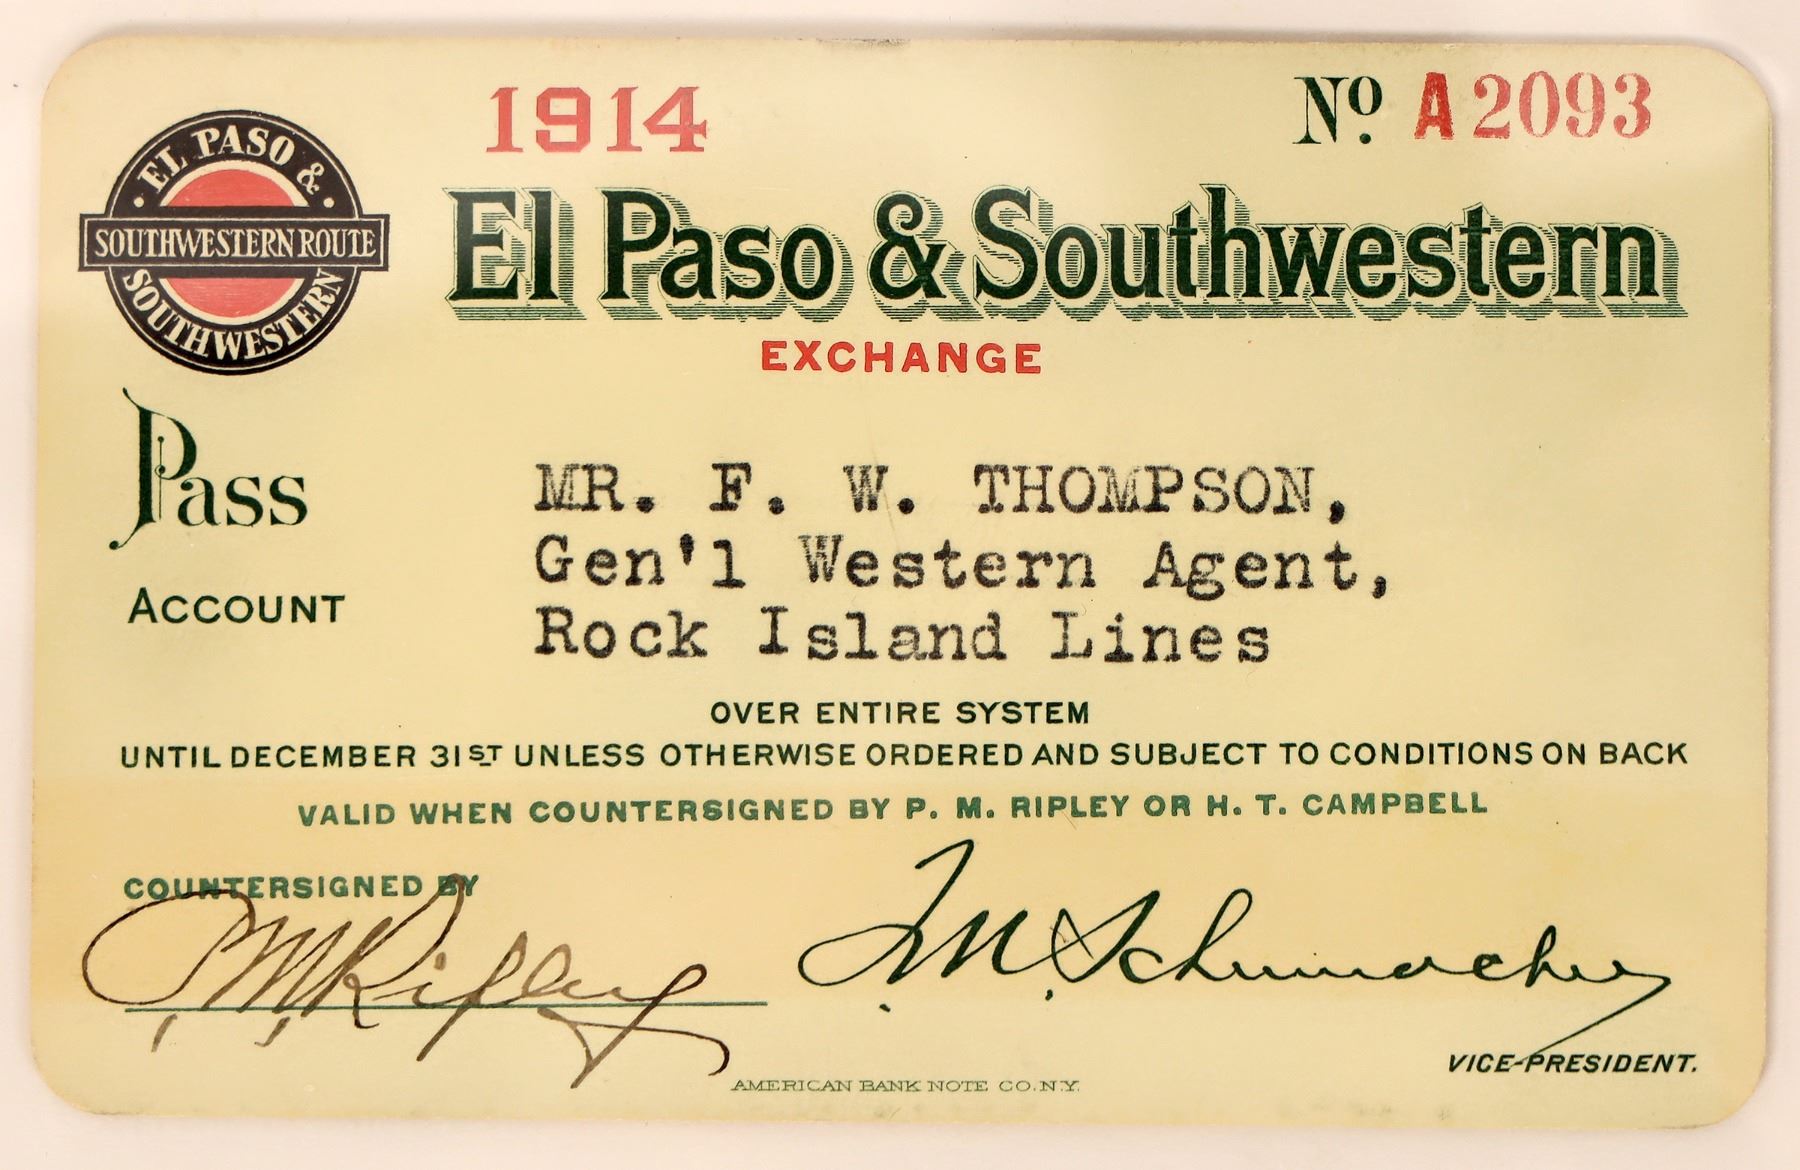 1914
No. A2093
EL PASO &
SOUTHWESTERN ROUTE
SOUTHWESTERN
El Paso & Southwestern
EXCHANGE
Pass
MR. F. W. THOMPSON,
Gen'l Western Agent,
ACCOUNT
Rock Island Lines
OVER ENTIRE SYSTEM
UNTIL DECEMBER 31ST UNLESS OTHERWISE ORDERED AND SUBJECT TO CONDITIONS ON BACK
VALID WHEN COUNTERSIGNED BY P. M. RIPLEY OR H. T. CAMPBELL
COUNTERSIGNED BY
P. M. Ripley
T. M. Schumacher
VICE-PRESIDENT.
AMERICAN BANK NOTE CO. N.Y.